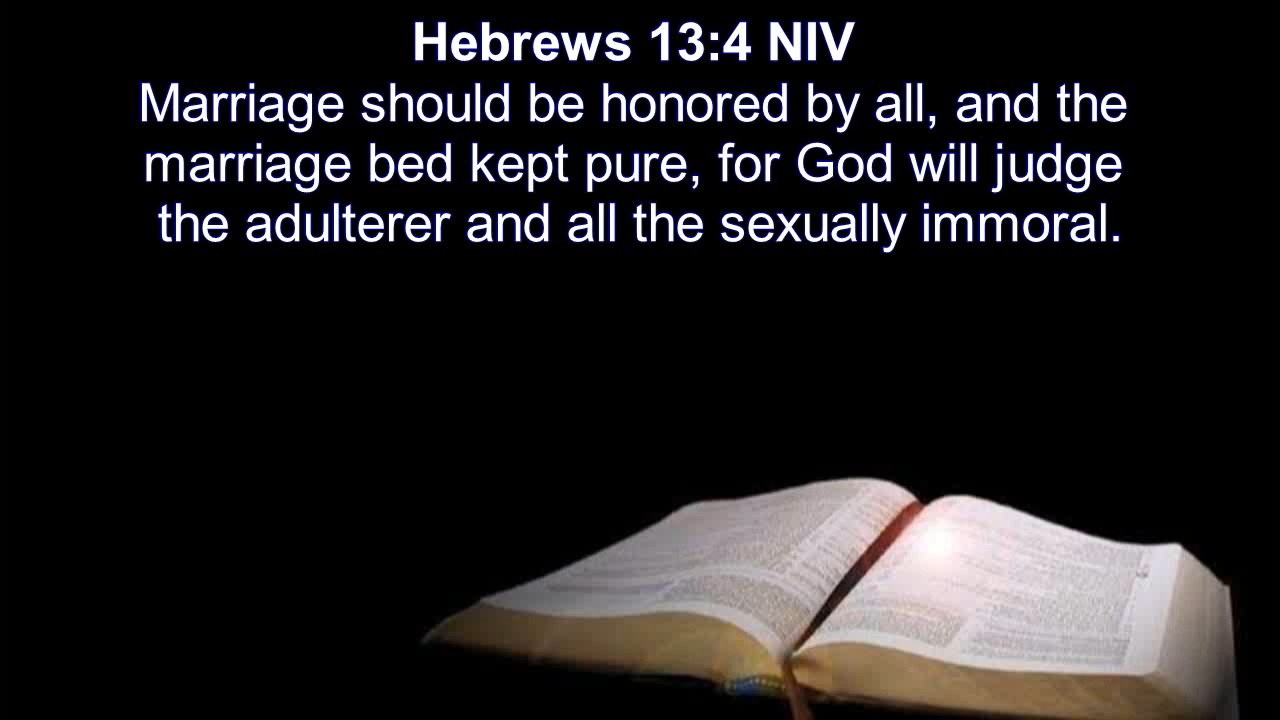 Hebrews 13:4 NIV
Marriage should be honored by all, and the
marriage bed kept pure, for God will judge
the adulterer and all the sexually immoral.